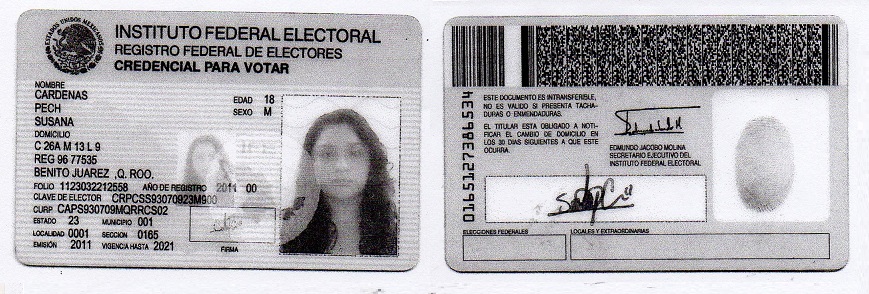 ESTADOS UNIDOS MEXICANOS
INSTITUTO FEDERAL ELECTORAL
REGISTRO FEDERAL DE ELECTORES
CREDENCIAL PARA VOTAR
NOMBRE
CARDENAS
PECH
SUSANA
EDAD 18
SEXO M
DOMICILIO
C 26A M 13 L 9
REG 96 77535
BENITO JUAREZ ,Q. ROO.
FOLIO 1123032212558 AÑO DE REGISTRO 2011 00
CLAVE DE ELECTOR CRPCSS93070923M900
CURP CAPS930709MQRRCS02
ESTADO 23 MUNICIPIO 001
LOCALIDAD 0001 SECCION 0165
EMISIÓN 2011 VIGENCIA HASTA 2021
FIRMA
0165127386534
ESTE DOCUMENTO ES INTRANSFERIBLE,
NO ES VALIDO SI PRESENTA TACHA-
DURAS O ENMENDADURAS.
EL TITULAR ESTA OBLIGADO A NOTI-
FICAR EL CAMBIO DE DOMICILIO EN
LOS 30 DIAS SIGUIENTES A QUE ESTE
OCURRA.
EDMUNDO JACOBO MOLINA
SECRETARIO EJECUTIVO DEL
INSTITUTO FEDERAL ELECTORAL
ELECCIONES FEDERALES
LOCALES Y EXTRAORDINARIAS